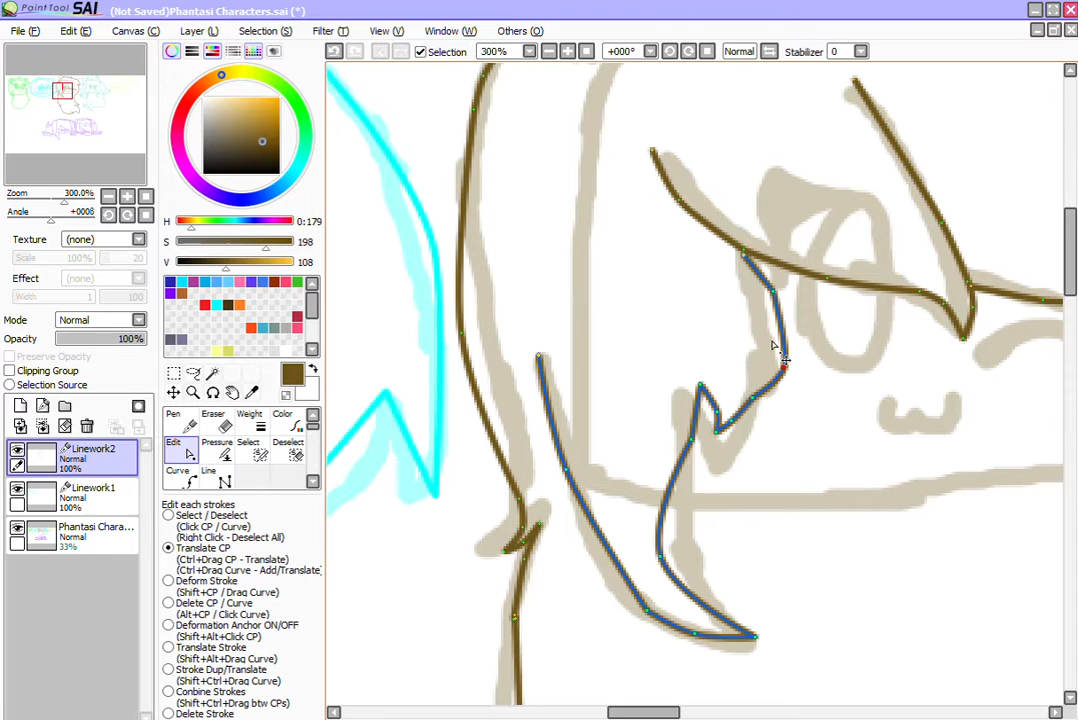 PaintTool SAI (Not Saved)Phantasi Characters.sai (*)
File (F) Edit (E) Canvas (C) Layer (L) Selection (S) Filter (T) View (V) Window (W) Others (O)
Selection 300% +000° Normal Stabilizer 0
Zoom 300.0%
Angle +000θ
Texture (none)
Scale 100% 20
Effect (none)
Width 1 100
Mode Normal
Opacity 100%
Preserve Opacity
Clipping Group
Selection Source
Linework2
Normal
100%
Linework1
Normal
100%
Phantasi Chara...
Normal
33%
H 0:179
S 198
V 108
Pen Eraser Weight Color
Edit Pressure Select Deselect
Curve Line
Edit each strokes
Select / Deselect
(Click CP / Curve)
(Right Click - Deselect All)
Translate CP
(Ctrl+Drag CP - Translate)
(Ctrl+Drag Curve - Add/Translate)
Deform Stroke
(Shift+CP / Drag Curve)
Delete CP / Curve
(Alt+CP / Click Curve)
Deformation Anchor ON/OFF
(Shift+Alt+Click CP)
Translate Stroke
(Shift+Alt+Drag Curve)
Stroke Dup/Translate
(Shift+Ctrl+Drag Curve)
Combine Strokes
(Shift+Ctrl+Drag btw CPs)
Delete Stroke